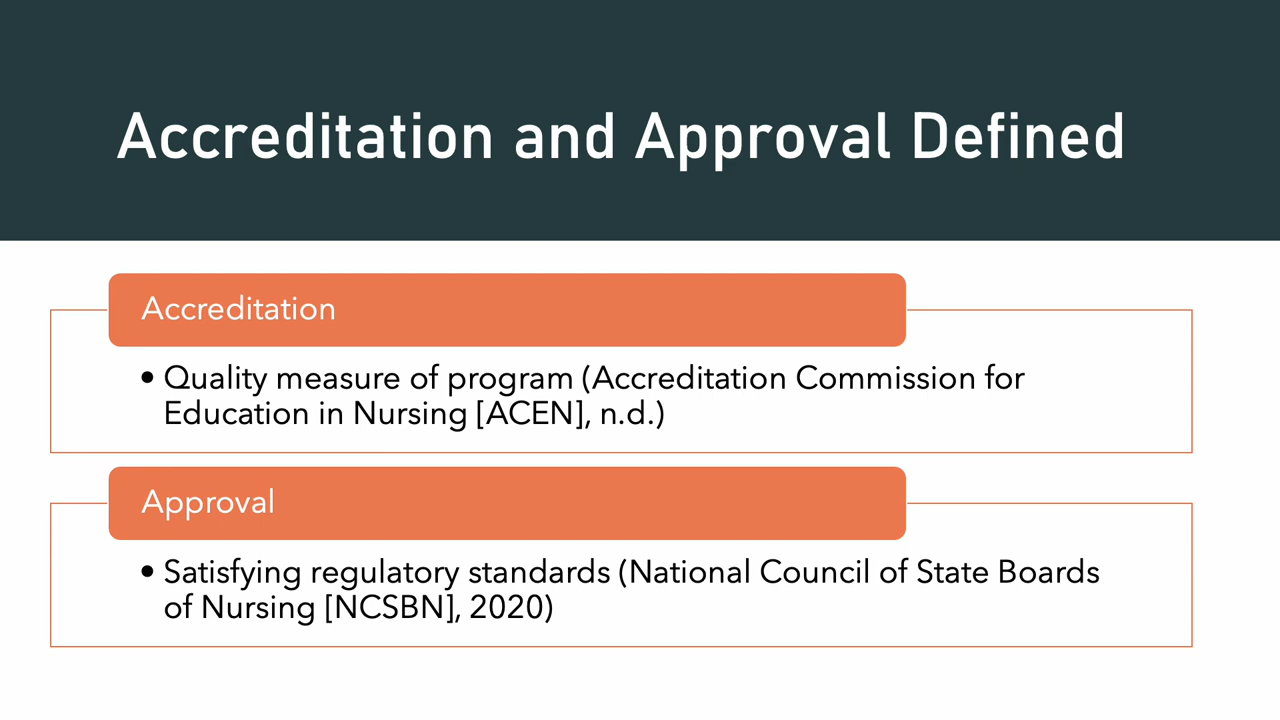 Accreditation and Approval Defined
Accreditation
• Quality measure of program (Accreditation Commission for
Education in Nursing [ACEN], n.d.)
Approval
• Satisfying regulatory standards (National Council of State Boards
of Nursing [NCSBN], 2020)